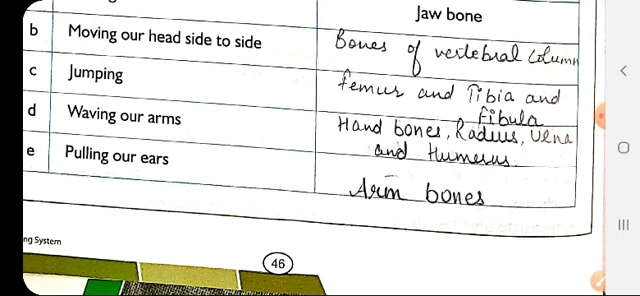 Jaw bone
b Moving our head side to side Bones of vertebral column
c Jumping Femur and Tibia and
Fibula
d Waving our arms Hand bones, Radius, Ulna
and Humerus
e Pulling our ears
Arm bones
ng System
46